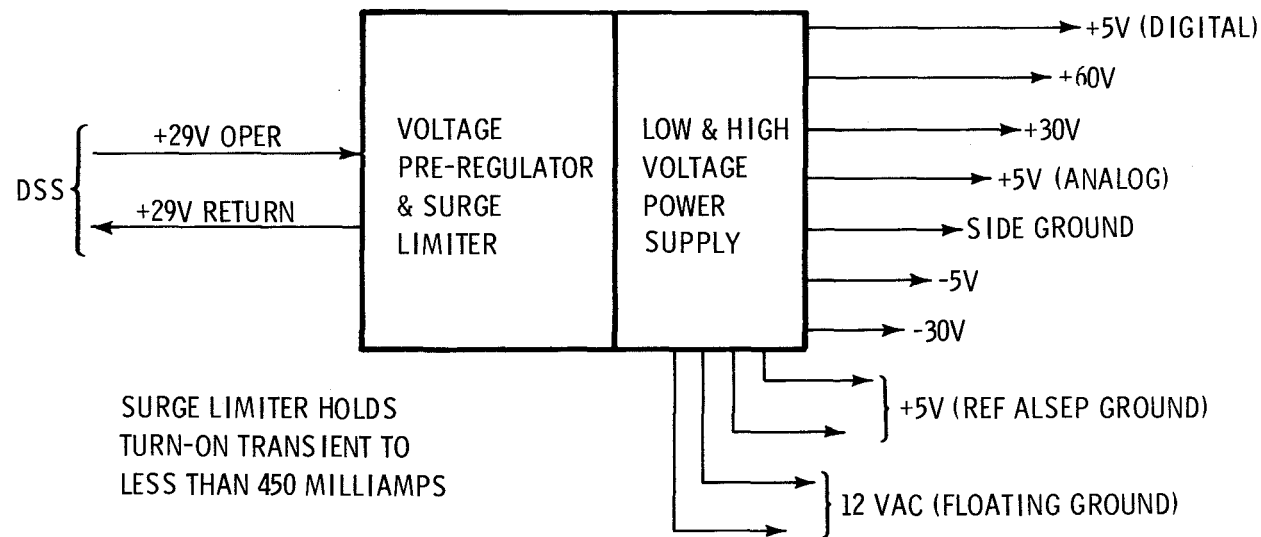 DSS
+29V OPER
+29V RETURN
VOLTAGE
PRE-REGULATOR
& SURGE
LIMITER
LOW & HIGH
VOLTAGE
POWER
SUPPLY
+5V (DIGITAL)
+60V
+30V
+5V (ANALOG)
SIDE GROUND
-5V
-30V
+5V (REF ALSEP GROUND)
12 VAC (FLOATING GROUND)
SURGE LIMITER HOLDS
TURN-ON TRANSIENT TO
LESS THAN 450 MILLIAMPS